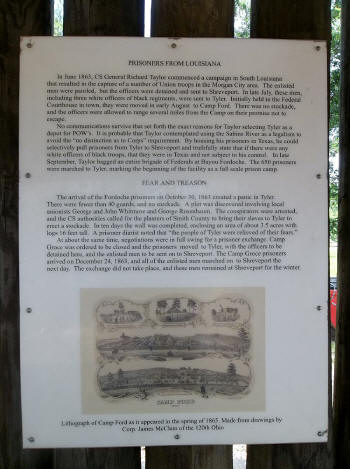 PRISONERS FROM LOUISIANA
In June 1863, CS General Richard Taylor commenced a campaign in South Louisiana
that resulted in the capture of a number of Union troops in the Morgan City area. The enlisted
men were paroled, but the officers were detained and sent to Shreveport. In late July, these men,
including three white officers of black regiments, were sent to Tyler. Initially held in the Federal
Courthouse in town, they were moved in early August to Camp Ford. There was no stockade,
and the officers were allowed to range several miles from the Camp on their promise not to
escape.
No communications survive that set forth the exact reasons for Taylor selecting Tyler as a
depot for POW's. It is probable that Taylor contemplated using the Sabine River as a legalism to
avoid the "no distinction as to Corps" requirement. By housing his prisoners in Texas, he could
selectively pull prisoners from Tyler to Shreveport and truthfully state that if there were any
white officers of black troops, that they were in Texas and not subject to his control. In late
September, Taylor bagged an entire brigade of Federals at Bayou Fordoche. The 650 prisoners
were marched to Tyler, marking the beginning of the facility as a full-scale prison camp.
FEAR AND TREASON
The arrival of the Fordoche prisoners on October 30, 1863 created a panic in Tyler.
There were fewer than 40 guards, and no stockade. A plot was discovered involving local
unionists George and John Whitmore and George Rosenbaum. The conspirators were arrested,
and the CS authorities called for the planters of Smith County to bring their slaves to Tyler to
erect a stockade. In ten days the wall was completed, enclosing an area of about 3.5 acres with
logs 16 feet tall. A prisoner diarist noted that "the people of Tyler were relieved of their fears."
At about the same time, negotiations were in full swing for a prisoner exchange. Camp
Groce was ordered to be closed and the prisoners moved to Tyler, with the officers to be
detained here, and the enlisted men to be sent on to Shreveport. The Camp Groce prisoners
arrived on December 24, 1863, and all of the enlisted men marched on to Shreveport the
next day. The exchange did not take place, and these men remained at Shreveport for the winter.
CAMP FORD
Lithograph of Camp Ford as it appeared in the spring of 1865. Made from drawings by
Corp. James McClain of the 120th Ohio